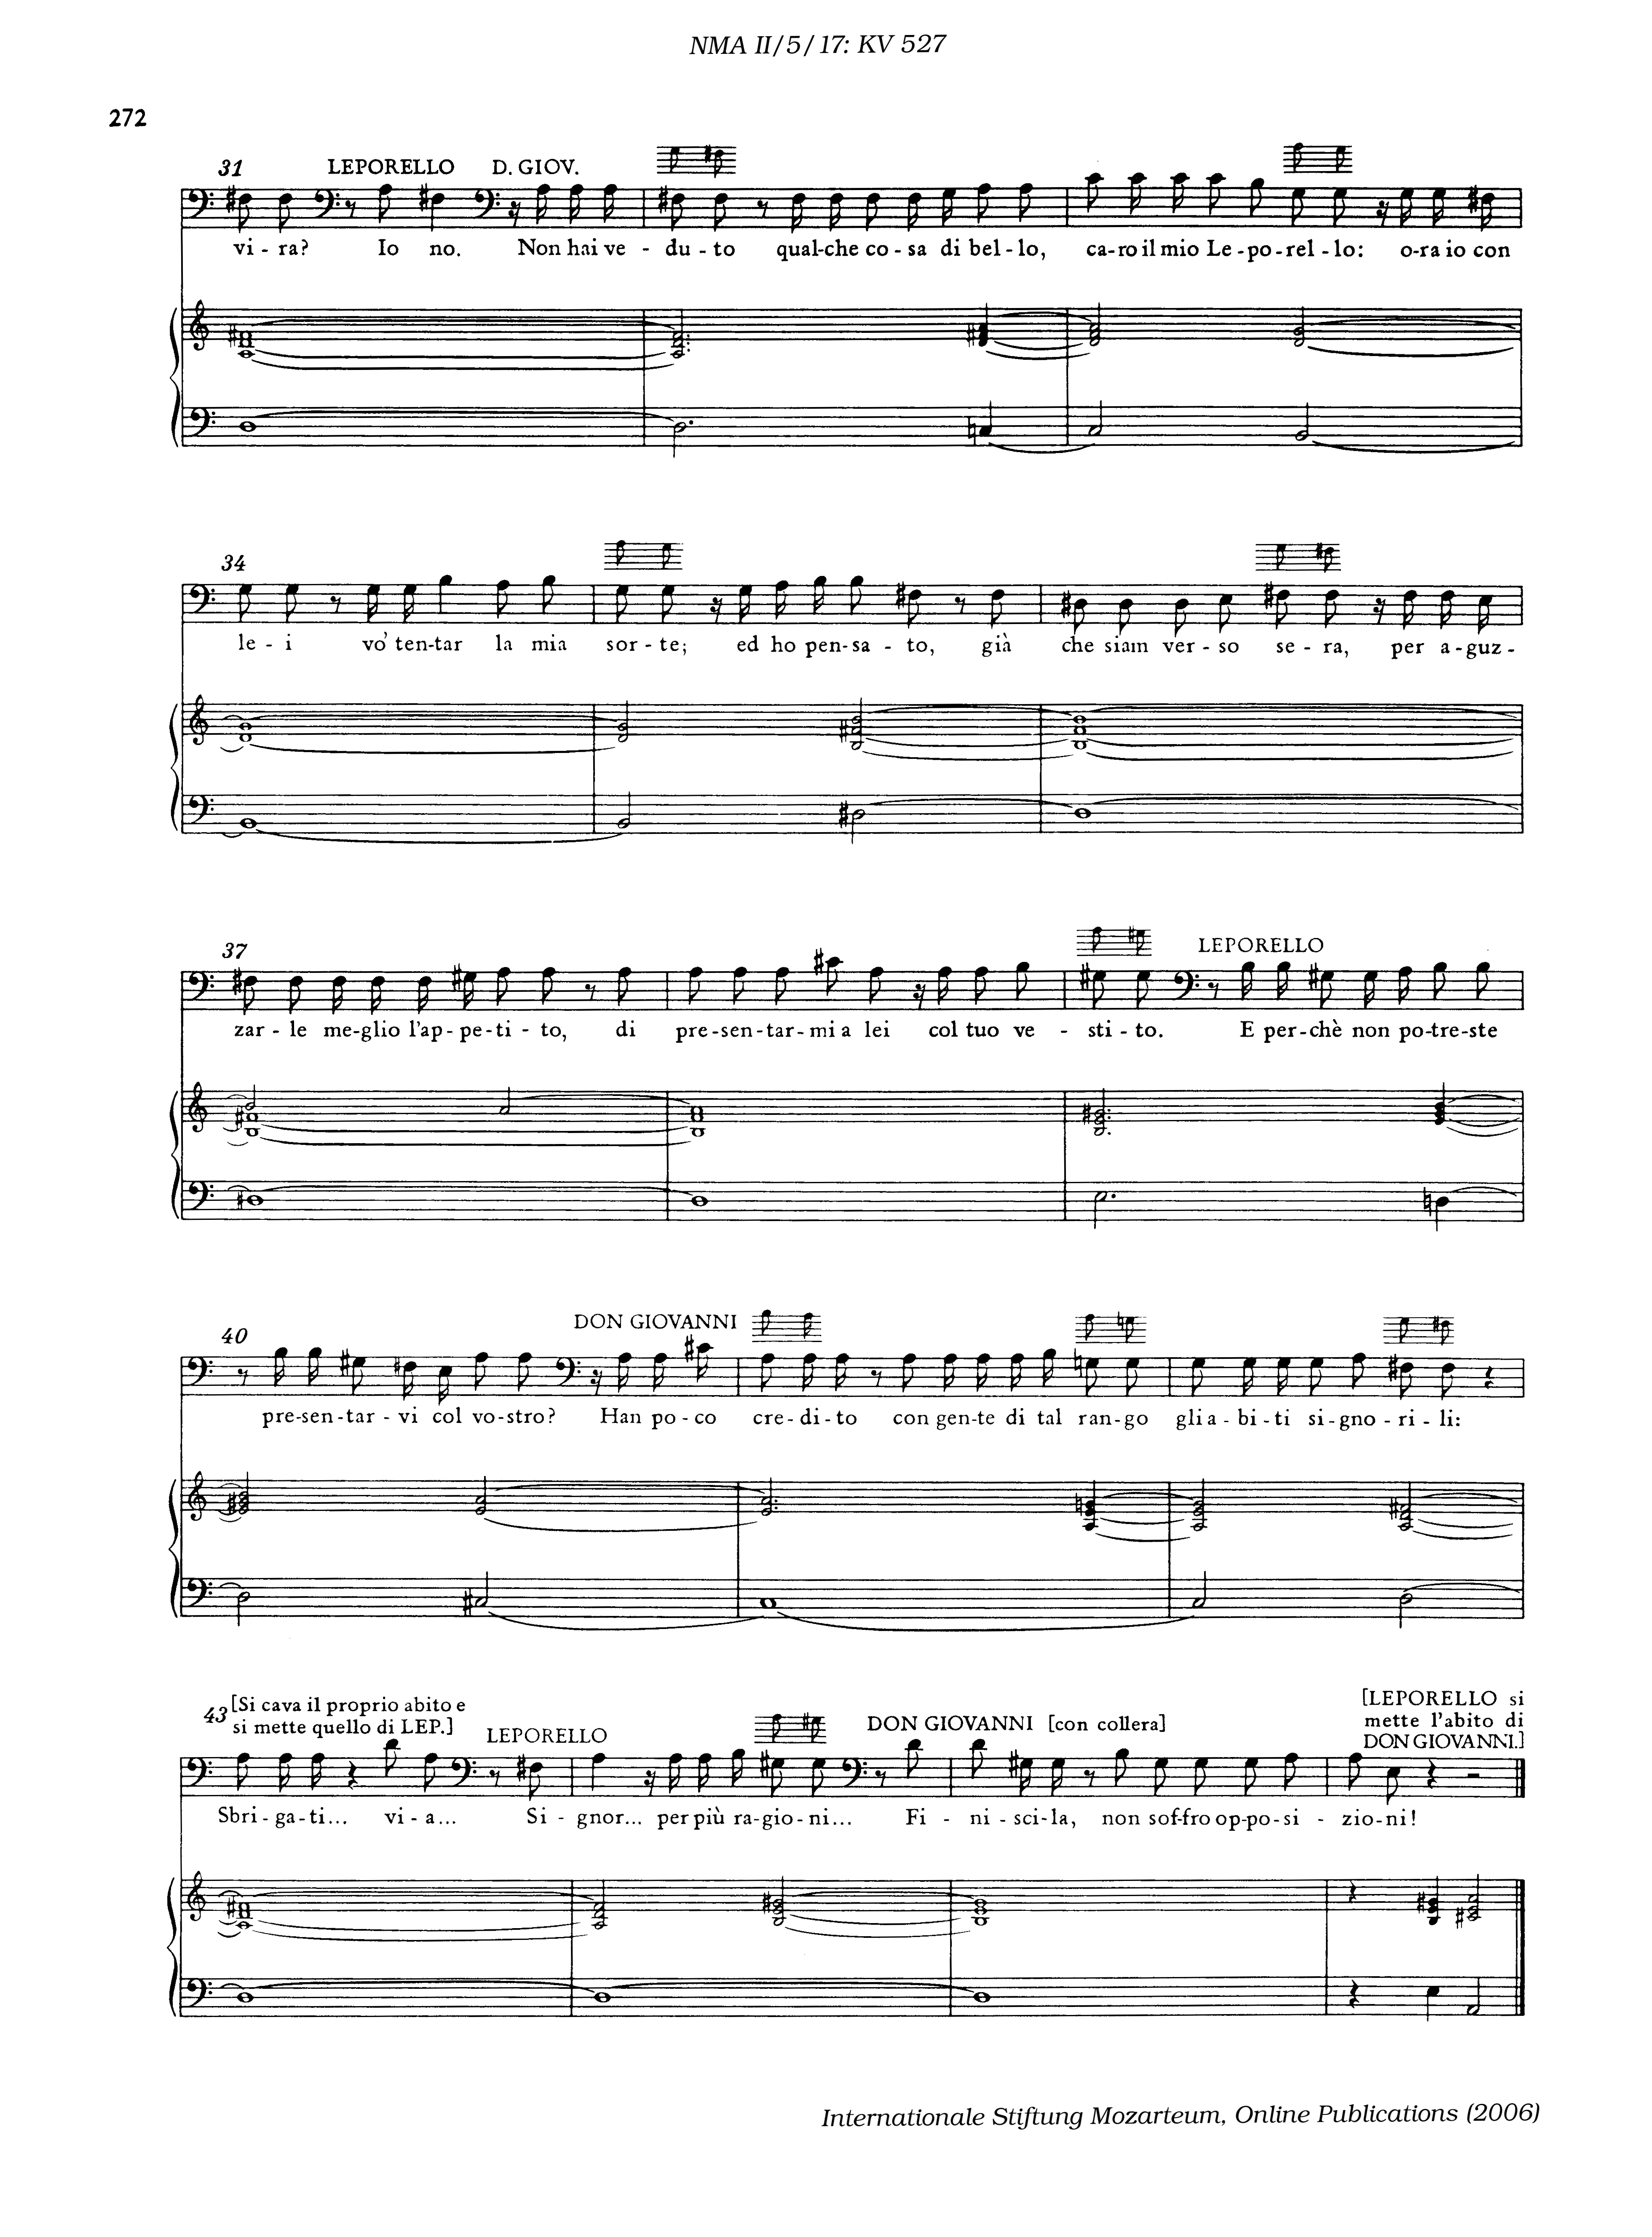 NMA II/5/17: KV 527
272
31 LEPORELLO D. GIOV.
vi - ra? Io no. Non hai ve - du - to qual-che co - sa di bel - lo, ca-ro il mio Le - po - rel - lo: o-ra io con
34
le - i vo' ten-tar la mia sor - te; ed ho pen-sa - to, già che siam ver - so se - ra, per a-guz-
37 LEPORELLO
zar - le me-glio l'ap-pe-ti - to, di pre-sen-tar-mi a lei col tuo ve - sti - to. E per-chè non po-tre-ste
40 DON GIOVANNI
pre-sen-tar - vi col vo-stro? Han po - co cre-di-to con gen-te di tal ran-go gli a-bi-ti si-gno-ri-li:
43 [Si cava il proprio abito e
si mette quello di LEP.]
LEPORELLO
DON GIOVANNI [con collera]
[LEPORELLO si
mette l'abito di
DON GIOVANNI.]
Sbri-ga-ti... vi-a... Si - gnor... per più ra-gio-ni... Fi - ni-sci-la, non sof-fro op-po-si - zio-ni!
Internationale Stiftung Mozarteum, Online Publications (2006)